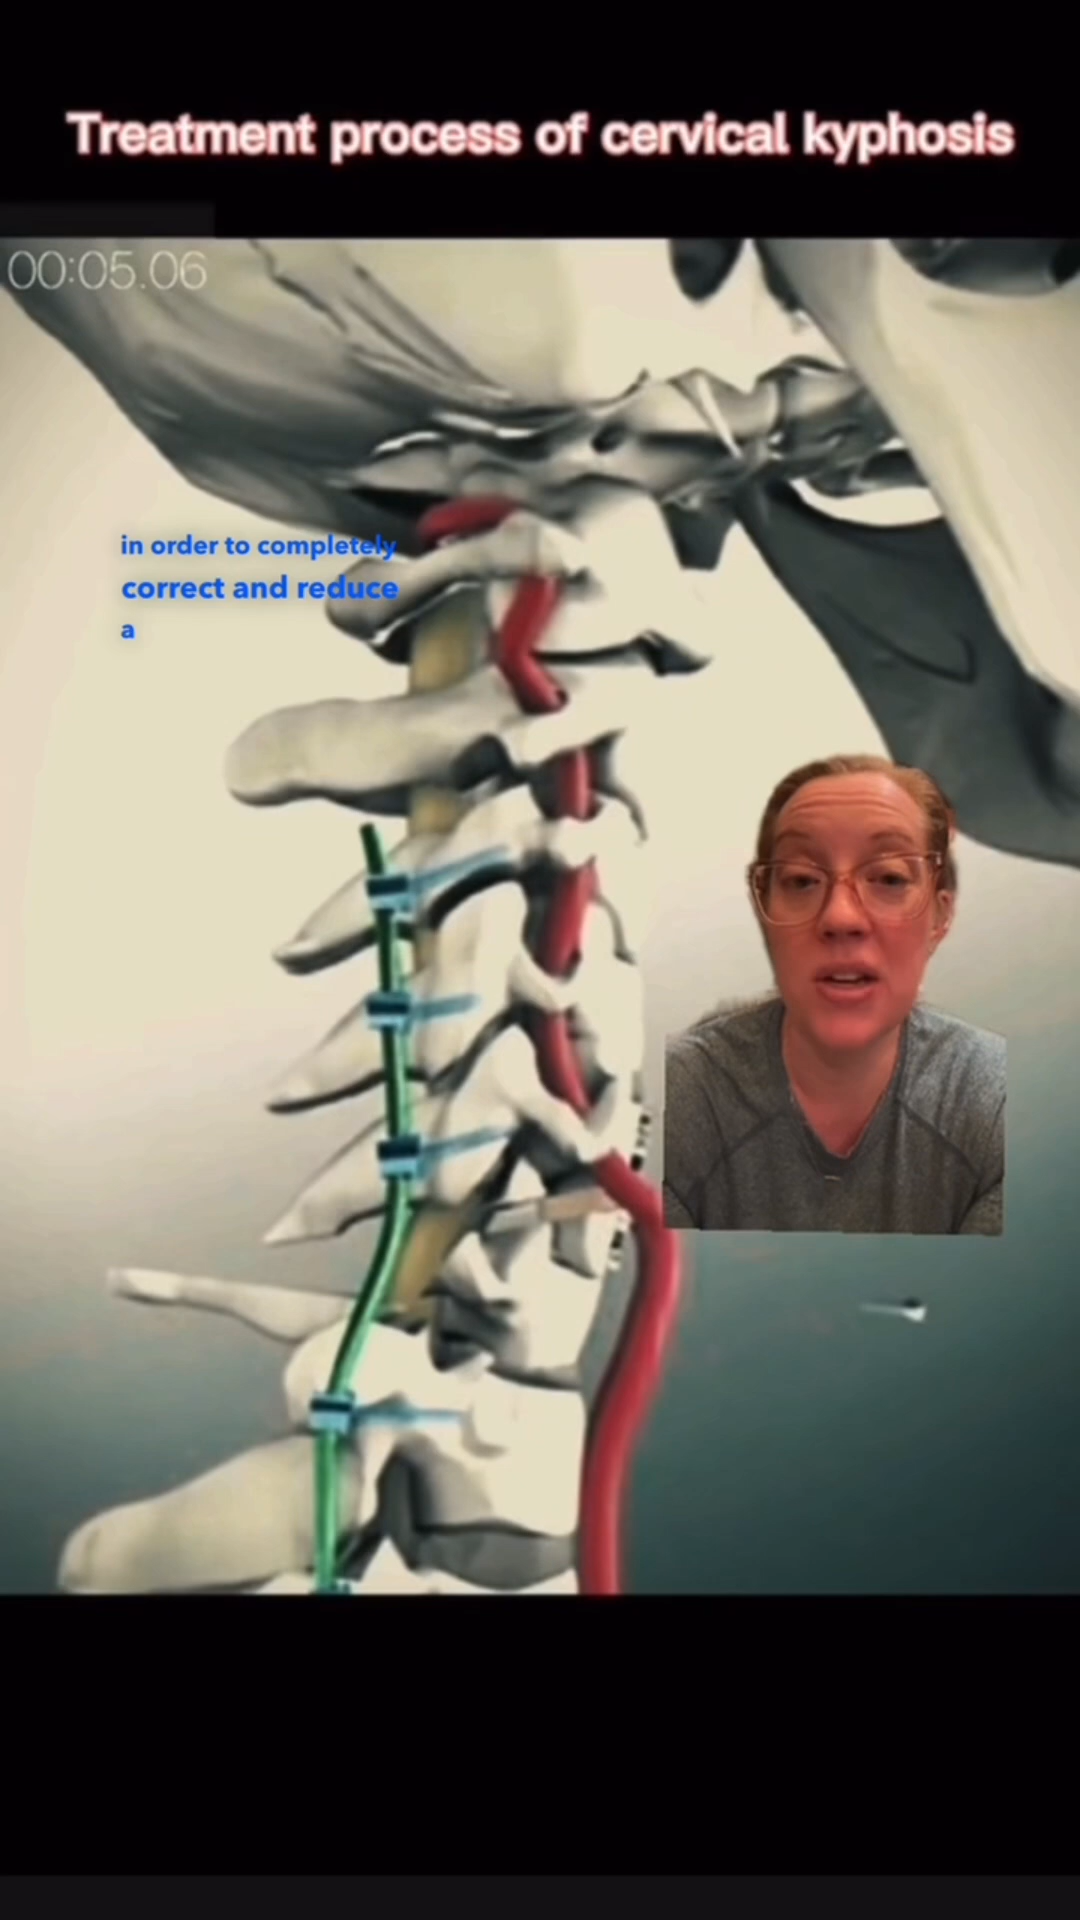 Treatment process of cervical kyphosis
00:05.06
in order to completely
correct and reduce
a